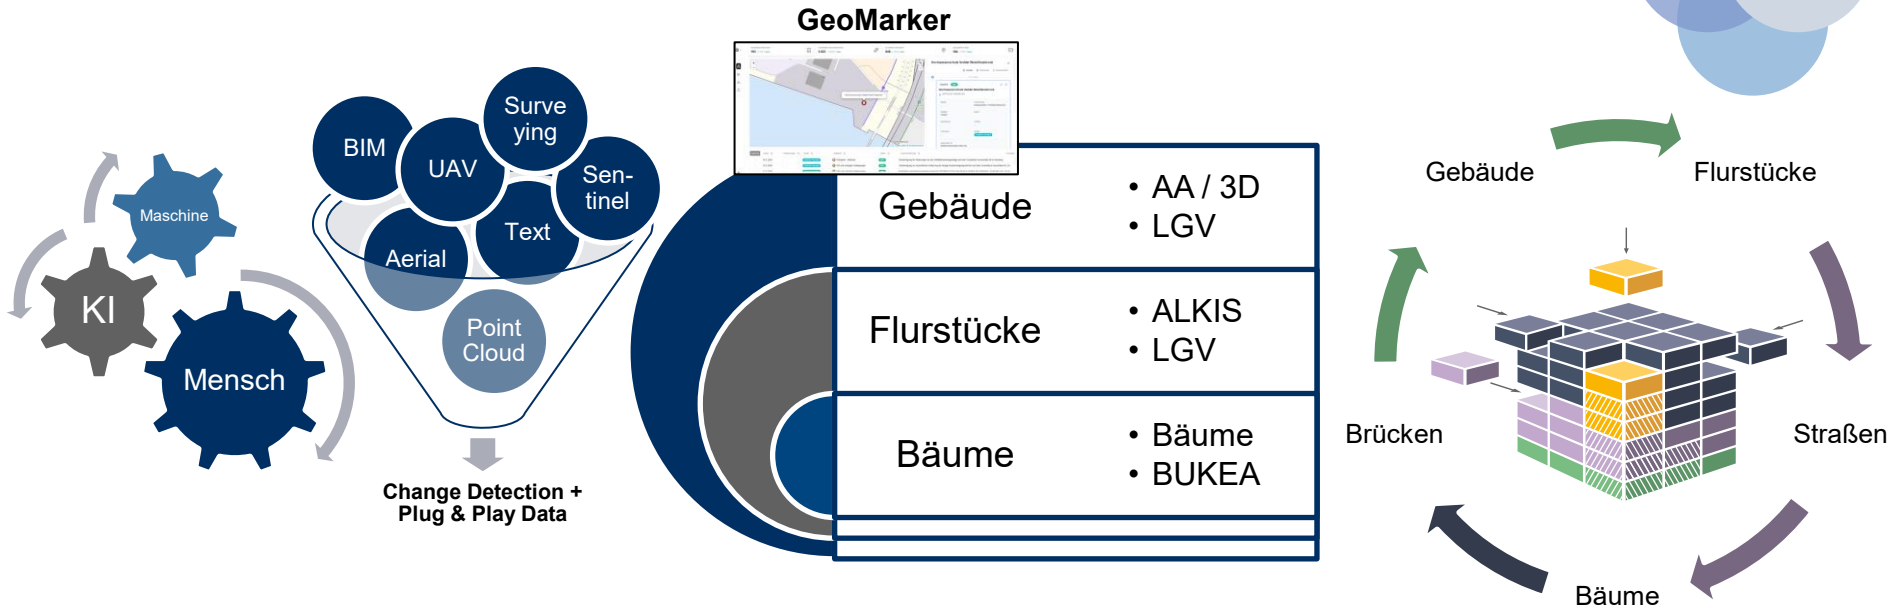 GeoMarker
Maschine
KI
Mensch
BIM
UAV
Surve
ying
Sen-
tinel
Aerial
Text
Point
Cloud
Change Detection +
Plug & Play Data
Gebäude
• AA / 3D
• LGV
Flurstücke
• ALKIS
• LGV
Bäume
• Bäume
• BUKEA
Gebäude
Flurstücke
Brücken
Straßen
Bäume